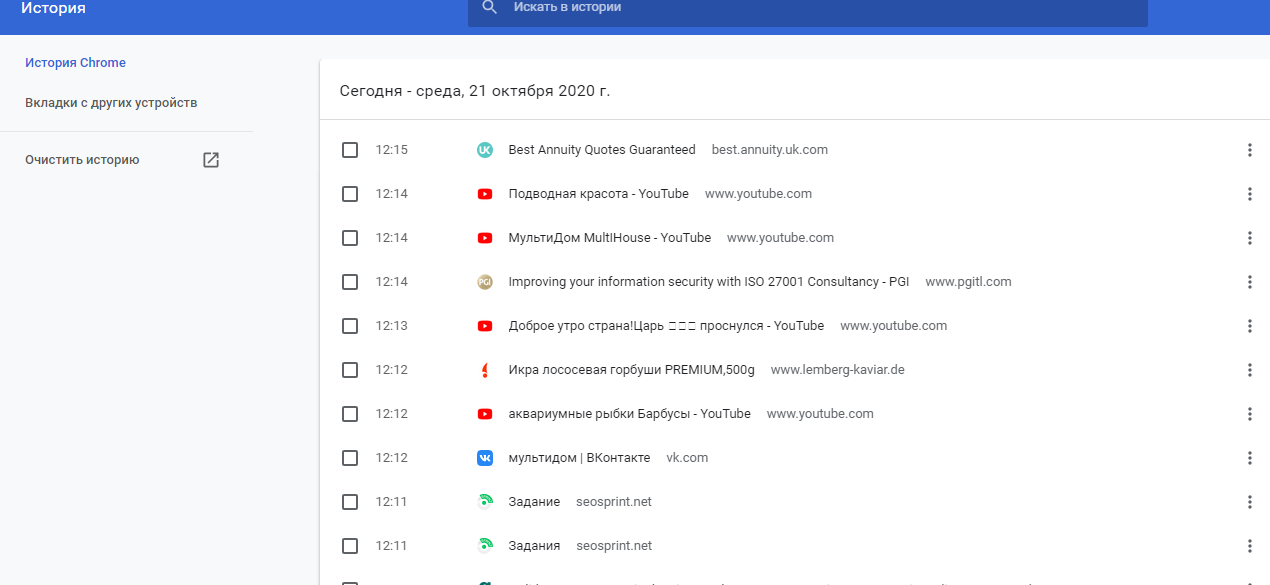 История
Искать в истории
История Chrome
Вкладки с других устройств
Очистить историю
Сегодня - среда, 21 октября 2020 г.
12:15 UK Best Annuity Quotes Guaranteed best.annuity.uk.com
12:14 Подводная красота - YouTube www.youtube.com
12:14 МультиДом MultIHouse - YouTube www.youtube.com
12:14 PGI Improving your information security with ISO 27001 Consultancy - PGI www.pgitl.com
12:13 Доброе утро страна!Царь проснулся - YouTube www.youtube.com
12:12 Икра лососевая горбуши PREMIUM,500g www.lemberg-kaviar.de
12:12 аквариумные рыбки Барбусы - YouTube www.youtube.com
12:12 мультидом | ВКонтакте vk.com
12:11 Задание seosprint.net
12:11 Задания seosprint.net